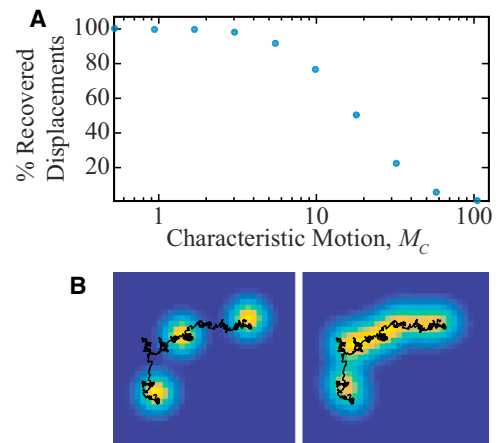 A
% Recovered
Displacements
100
80
60
40
20
1
10
100
Characteristic Motion, M_C
B